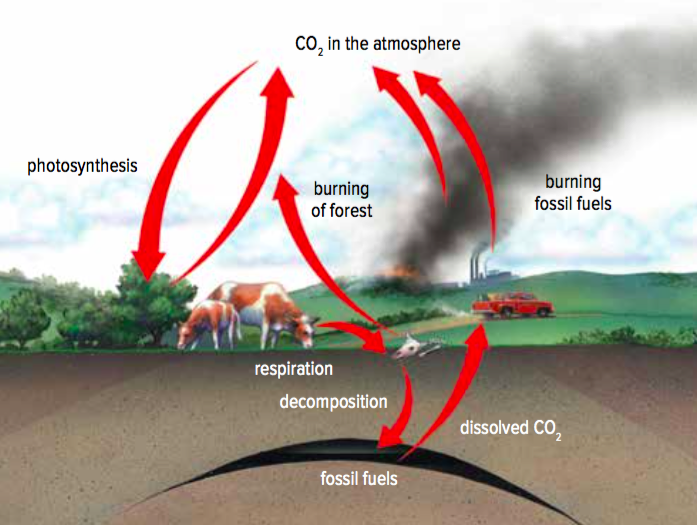 CO₂ in the atmosphere
photosynthesis
burning
of forest
burning
fossil fuels
respiration
decomposition
dissolved CO₂
fossil fuels